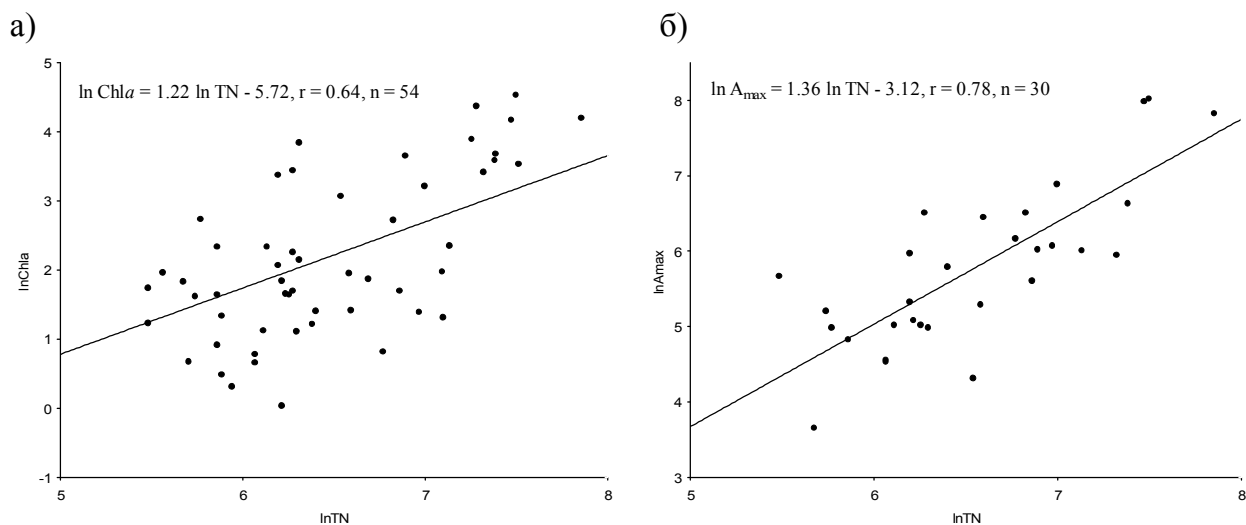 а)
ln Chla = 1.22 ln TN - 5.72, r = 0.64, n = 54
5
4
3
2
1
0
-1
lnChla
5 6 7 8
lnTN
б)
ln Amax = 1.36 ln TN - 3.12, r = 0.78, n = 30
8
7
6
5
4
3
lnAmax
5 6 7 8
lnTN